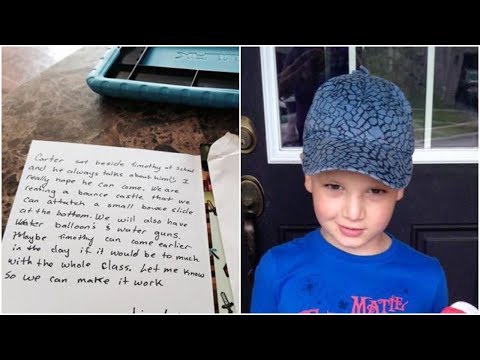 Carter sat beside Timothy at school
and he always talks about him!! I
really hope he can come. We are
renting a bounce castle that we
can attatch a small bounce slide
at the bottom. We will also have
Water balloon's & water guns.
Maybe Timothy can come earlier
in the day if it would be to much
with the whole class. Let me know
So we can make it work
MATTE